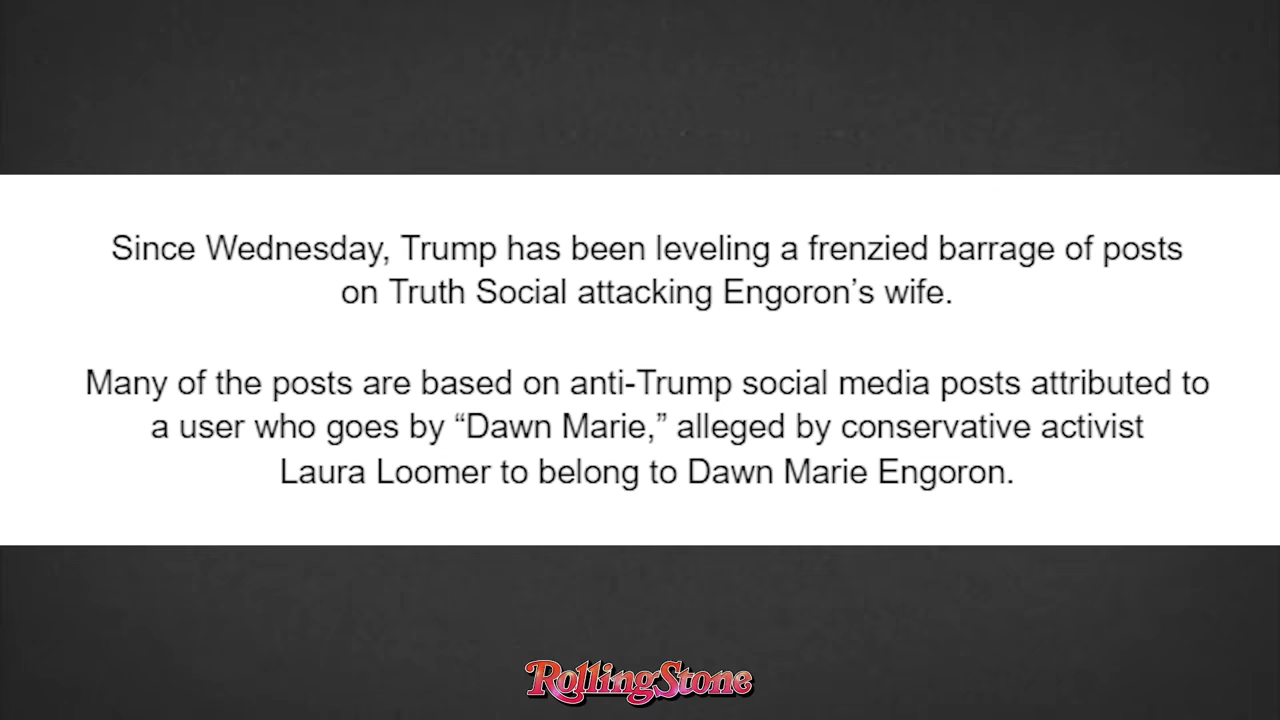 Since Wednesday, Trump has been leveling a frenzied barrage of posts
on Truth Social attacking Engoron’s wife.
Many of the posts are based on anti-Trump social media posts attributed to
a user who goes by “Dawn Marie,” alleged by conservative activist
Laura Loomer to belong to Dawn Marie Engoron.
RollingStone